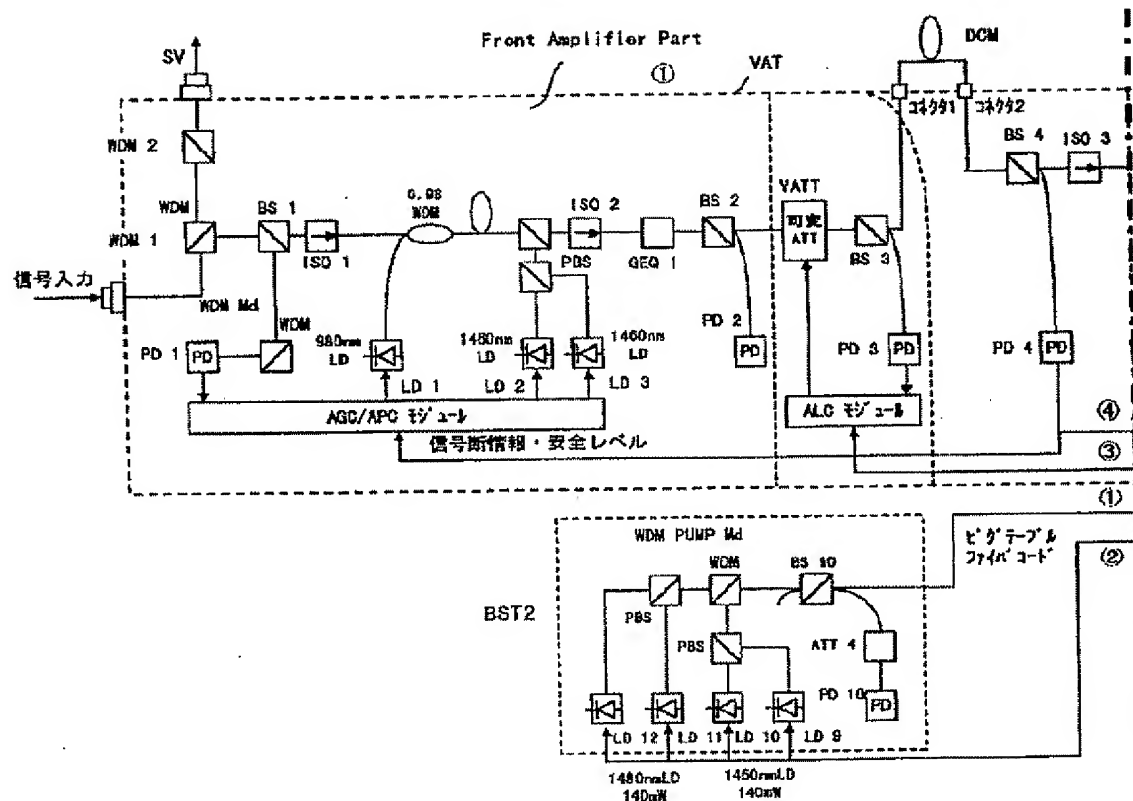 Front Amplifier Part
DCM
SV
①
VAT
コネクタ1
コネクタ2
WDM 2
BS 4
ISO 3
WDM
BS 1
0.98
WDM
ISO 2
BS 2
VATT
可変
ATT
WDM 1
ISO 1
PBS
GEQ 1
BS 3
信号入力
WDM Md
WDM
PD 1
PD
980nm
LD
1480nm
LD
1460nm
LD
PD 2
PD
PD 3
PD
PD 4
PD
LD 1
LD 2
LD 3
AGC/APC モジュール
ALC モジュール
④
信号断情報・安全レベル
③
①
WDM PUMP Md
ピグテーブル
ファイバコード
②
WDM
BS 10
BST2
PBS
PBS
ATT 4
PD 10
PD
LD 12
LD 11
LD 10
LD 9
1480nmLD
140mW
1450nmLD
140mW